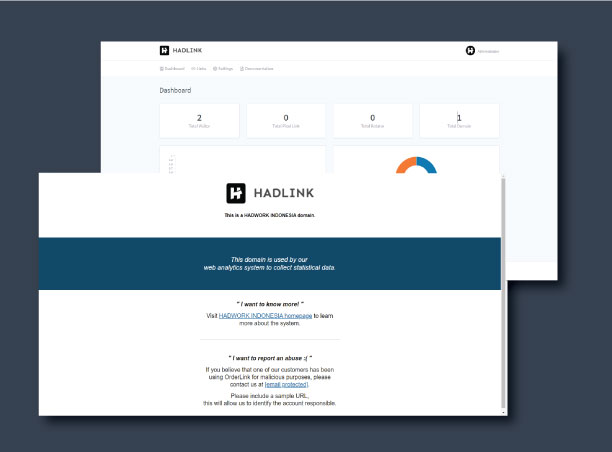 HADLINK
Administrator
Dashboard Links Settings Documentation
Dashboard
2 0 0 1
Total Visitor Total Pixel Link Total Rotator Total Domain
HADLINK
This is a HADWORK INDONESIA domain.
This domain is used by our
web analytics system to collect statistical data.
" I want to know more! "
Visit HADWORK INDONESIA homepage to learn
more about the system.
" I want to report an abuse :( "
If you believe that one of our customers has been
using OrderLink for malicious purposes, please
contact us at [email protected].
Please include a sample URL,
this will allow us to identify the account responsible.